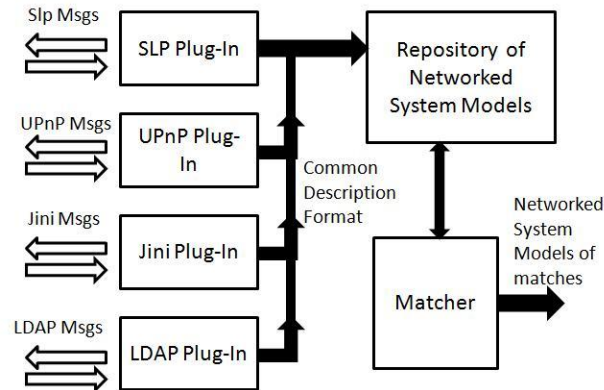 Slp Msgs
SLP Plug-In
Repository of
Networked
System Models
UPnP Msgs
UPnP Plug-
In
Common
Description
Format
Jini Msgs
Jini Plug-In
Networked
System
Models of
matches
Matcher
LDAP Msgs
LDAP Plug-In